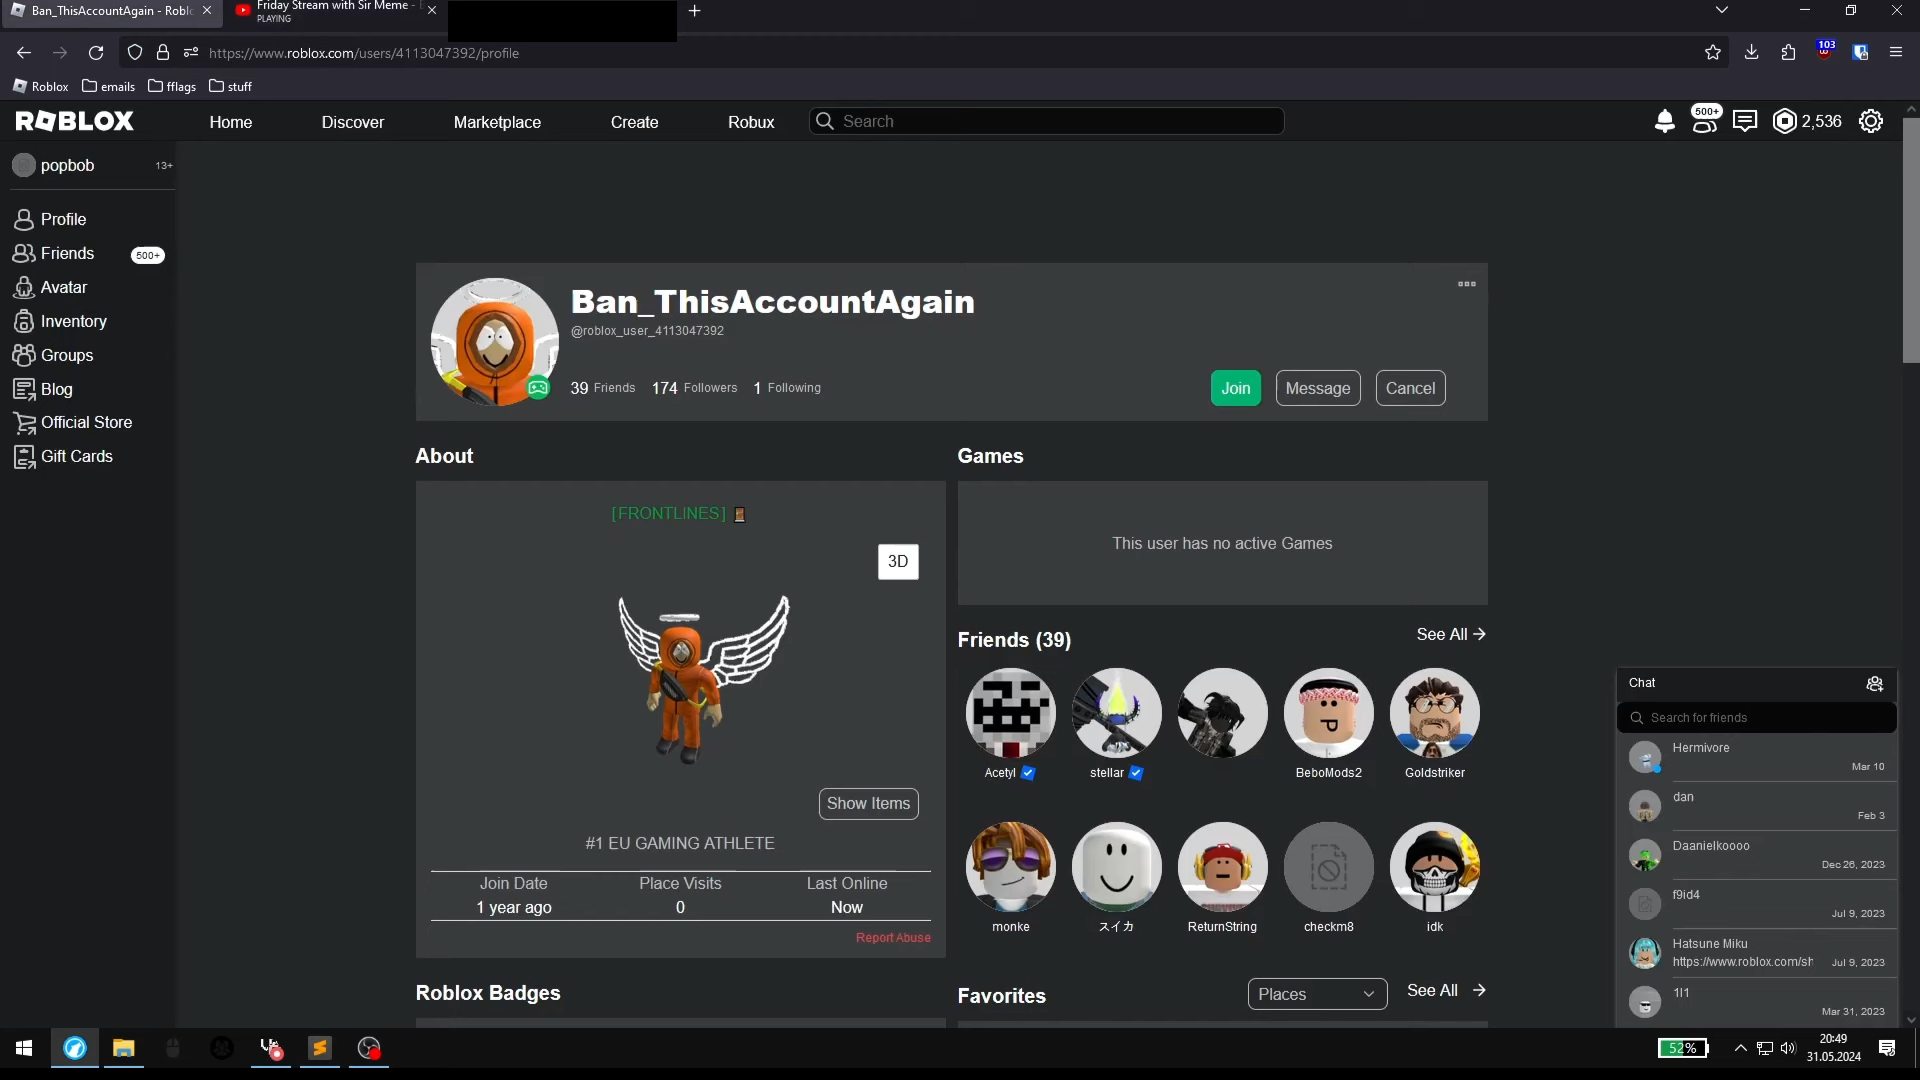 Ban_ThisAccountAgain - Robl
Friday Stream with Sir Meme -
PLAYING
https://www.roblox.com/users/4113047392/profile
103
Roblox
emails
fflags
stuff
ROBLOX
Home
Discover
Marketplace
Create
Robux
Search
500+
2,536
popbob
13+
Profile
Friends
500+
Avatar
Inventory
Groups
Blog
Official Store
Gift Cards
Ban_ThisAccountAgain
@roblox_user_4113047392
39 Friends 174 Followers 1 Following
Join
Message
Cancel
About
[FRONTLINES]
3D
Show Items
#1 EU GAMING ATHLETE
Join Date
Place Visits
Last Online
1 year ago
0
Now
Report Abuse
Roblox Badges
Games
This user has no active Games
Friends (39)
See All
Acetyl
stellar
BeboMods2
Goldstriker
monke
スイカ
ReturnString
checkm8
idk
Favorites
Places
See All
Chat
Search for friends
Hermivore
Mar 10
dan
Feb 3
Daanielkoooo
Dec 26, 2023
f9id4
Jul 9, 2023
Hatsune Miku
https://www.roblox.com/sh
Jul 9, 2023
1l1
Mar 31, 2023
52%
20:49
31.05.2024